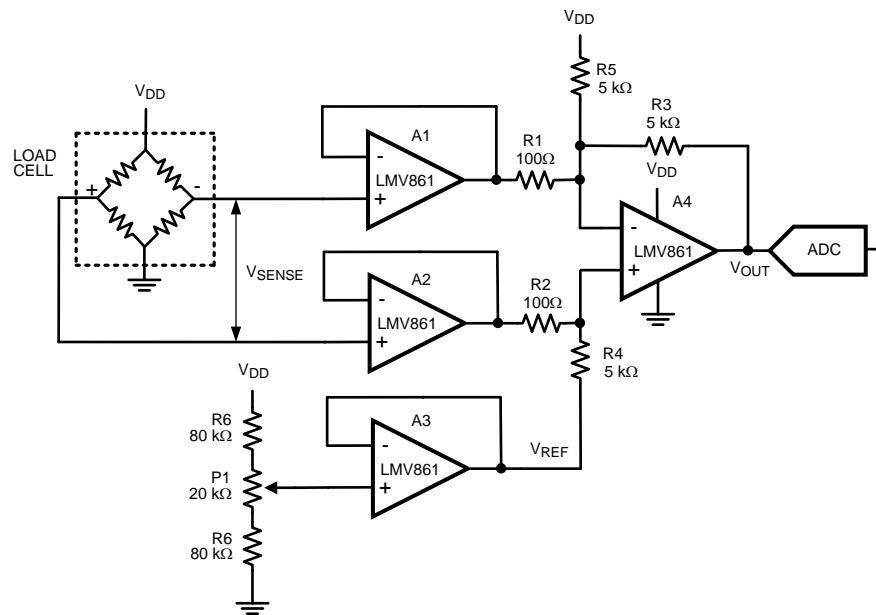 VDD
R5
5 kΩ
R3
5 kΩ
VDD
LOAD
CELL
+
-
A1
-
LMV861
+
R1
100Ω
VDD
A4
-
LMV861
+
VOUT
ADC
VSENSE
A2
-
LMV861
+
R2
100Ω
R4
5 kΩ
VDD
R6
80 kΩ
P1
20 kΩ
R6
80 kΩ
A3
-
LMV861
+
VREF